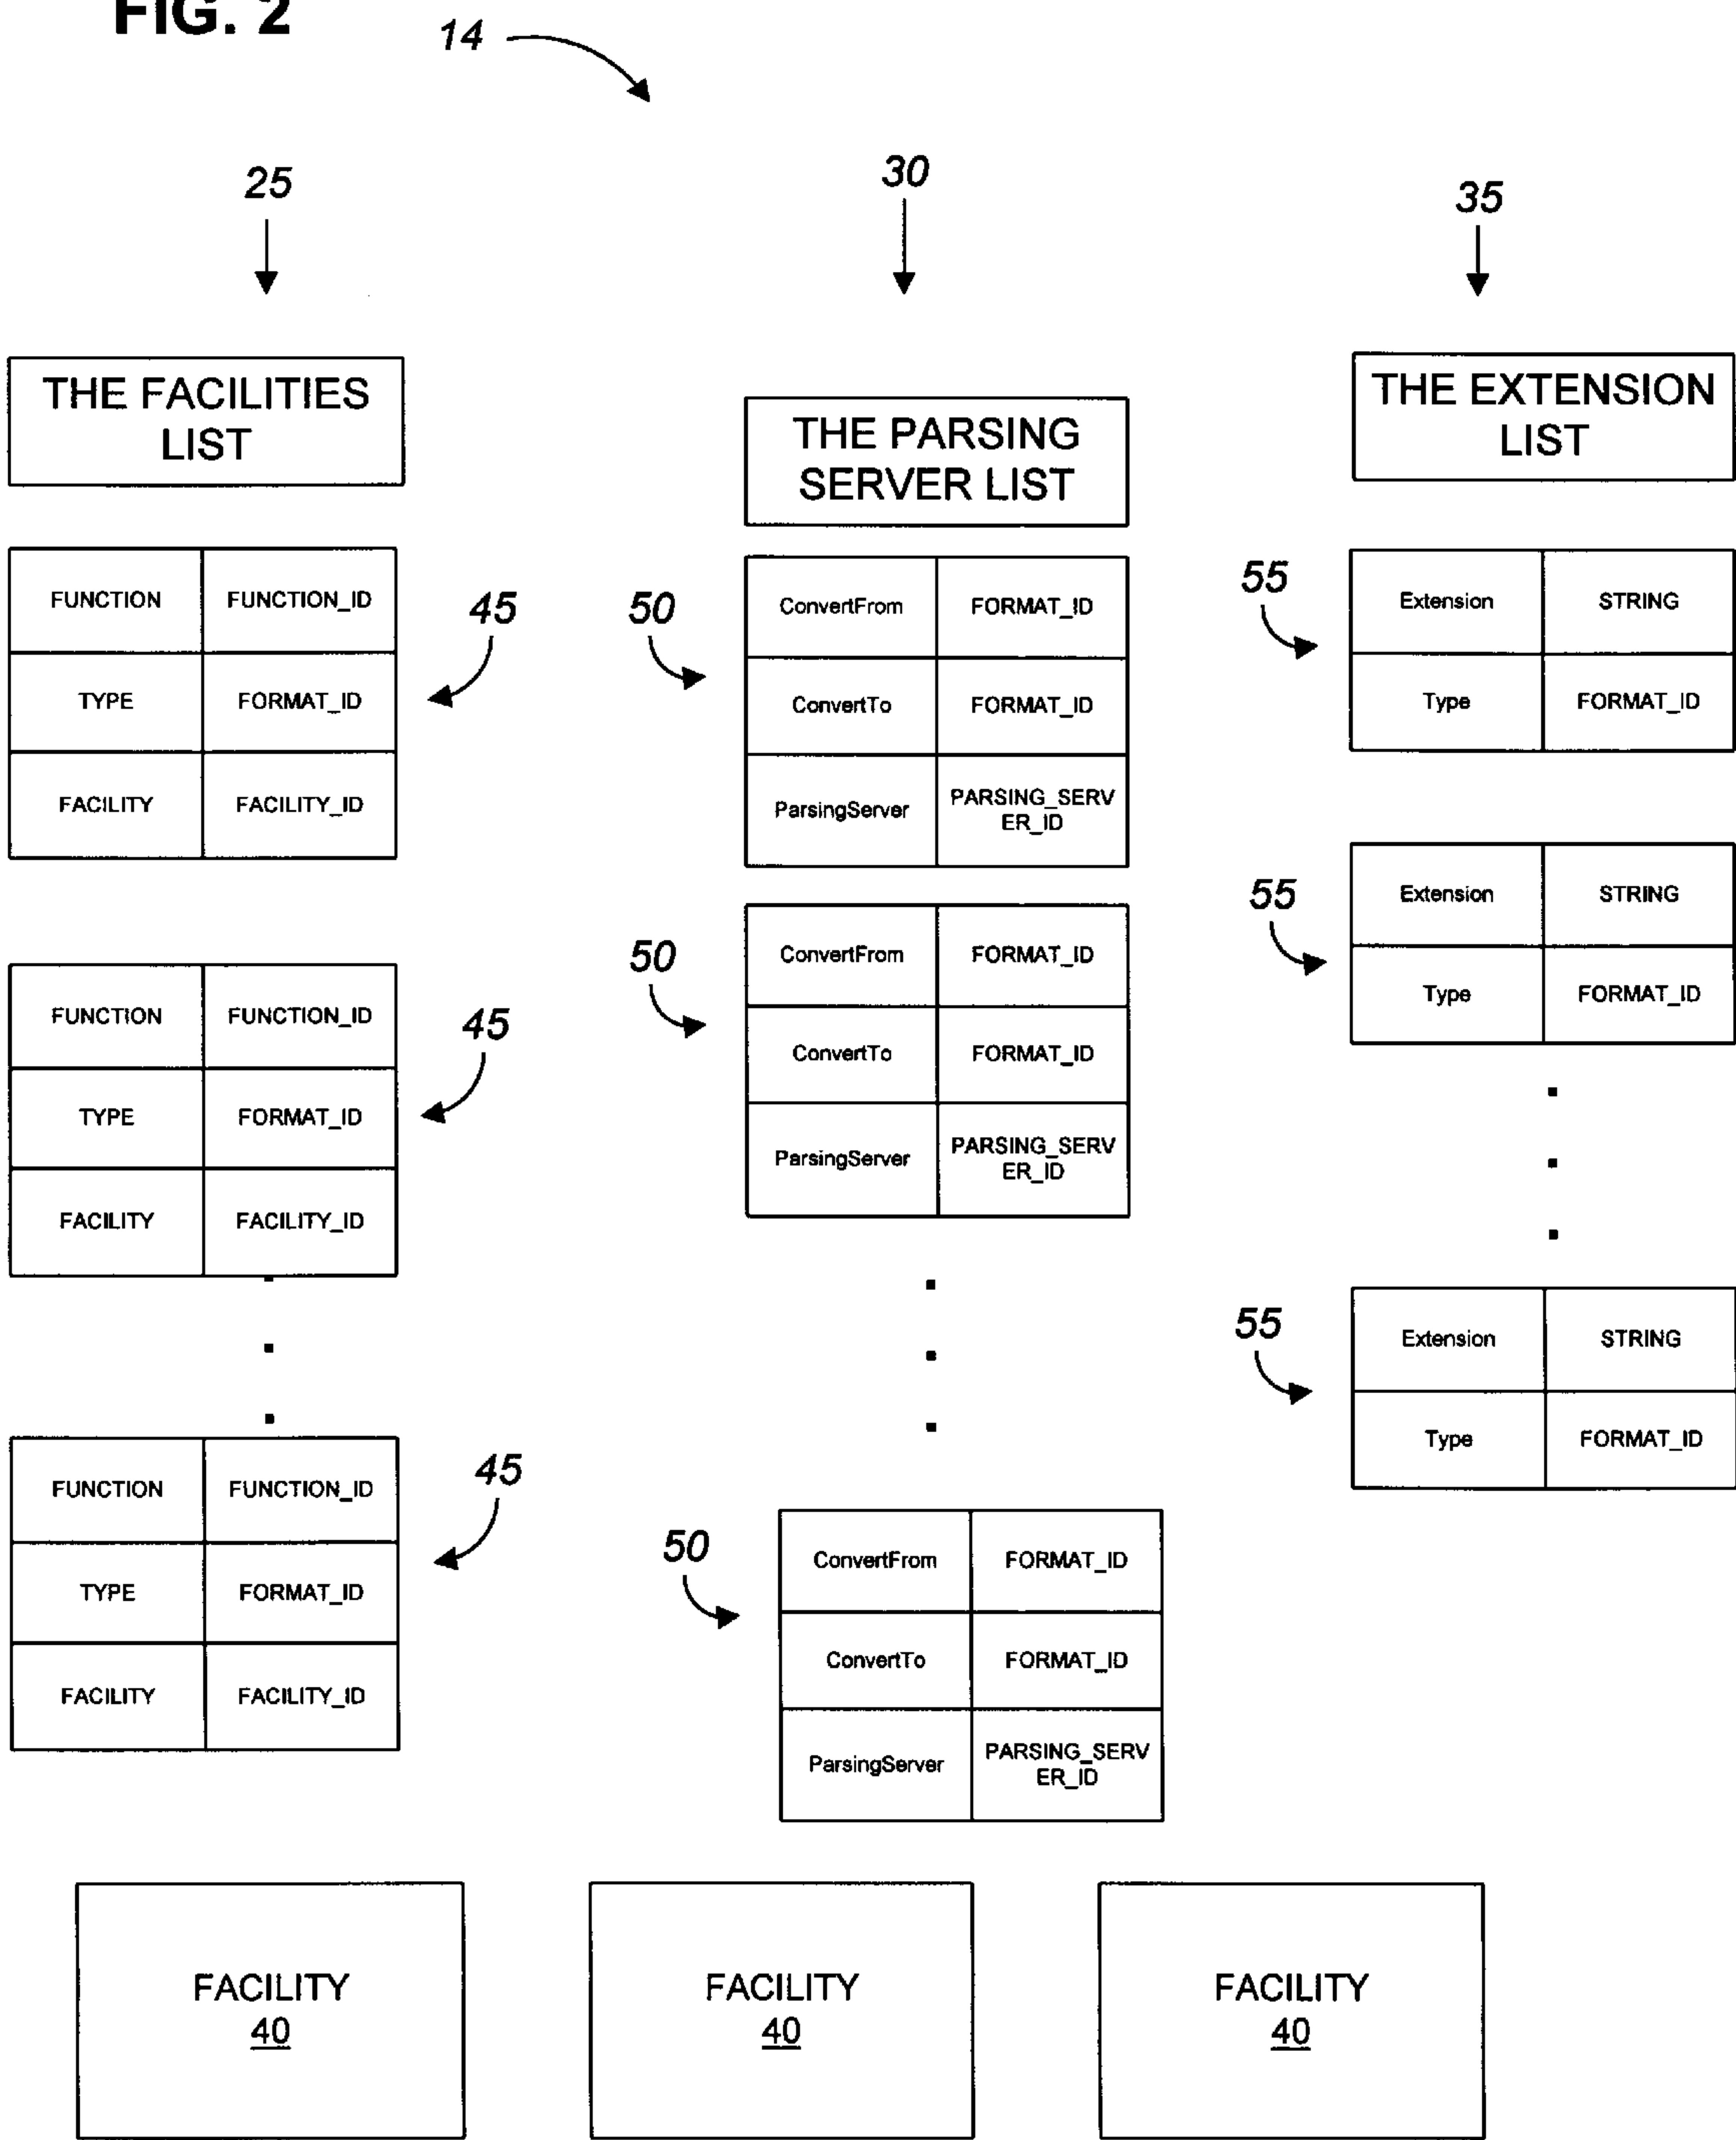 FIG. 2
14
25
30
35
THE FACILITIES
LIST
THE PARSING
SERVER LIST
THE EXTENSION
LIST
FUNCTION FUNCTION_ID
TYPE FORMAT_ID
FACILITY FACILITY_ID
45
FUNCTION FUNCTION_ID
TYPE FORMAT_ID
FACILITY FACILITY_ID
45
FUNCTION FUNCTION_ID
TYPE FORMAT_ID
FACILITY FACILITY_ID
45
50
ConvertFrom FORMAT_ID
ConvertTo FORMAT_ID
ParsingServer PARSING_SERV
ER_ID
50
ConvertFrom FORMAT_ID
ConvertTo FORMAT_ID
ParsingServer PARSING_SERV
ER_ID
50
ConvertFrom FORMAT_ID
ConvertTo FORMAT_ID
ParsingServer PARSING_SERV
ER_ID
55
Extension STRING
Type FORMAT_ID
55
Extension STRING
Type FORMAT_ID
55
Extension STRING
Type FORMAT_ID
FACILITY
40
FACILITY
40
FACILITY
40